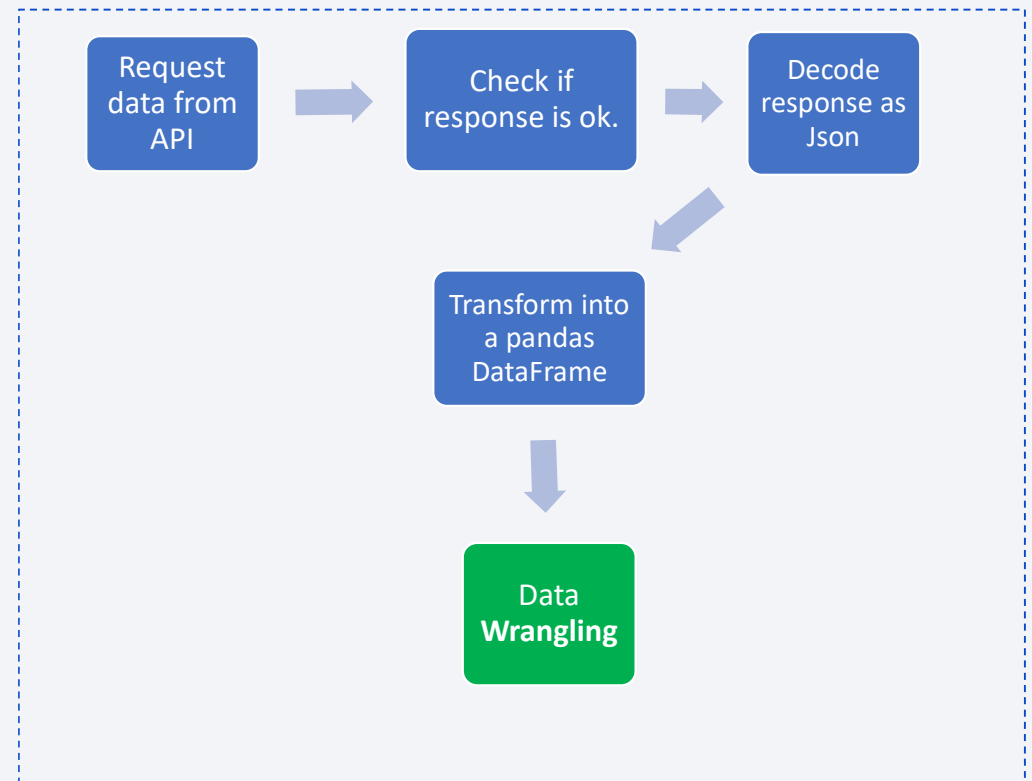 Request
data from
API
Check if
response is ok.
Decode
response as
Json
Transform into
a pandas
DataFrame
Data
Wrangling